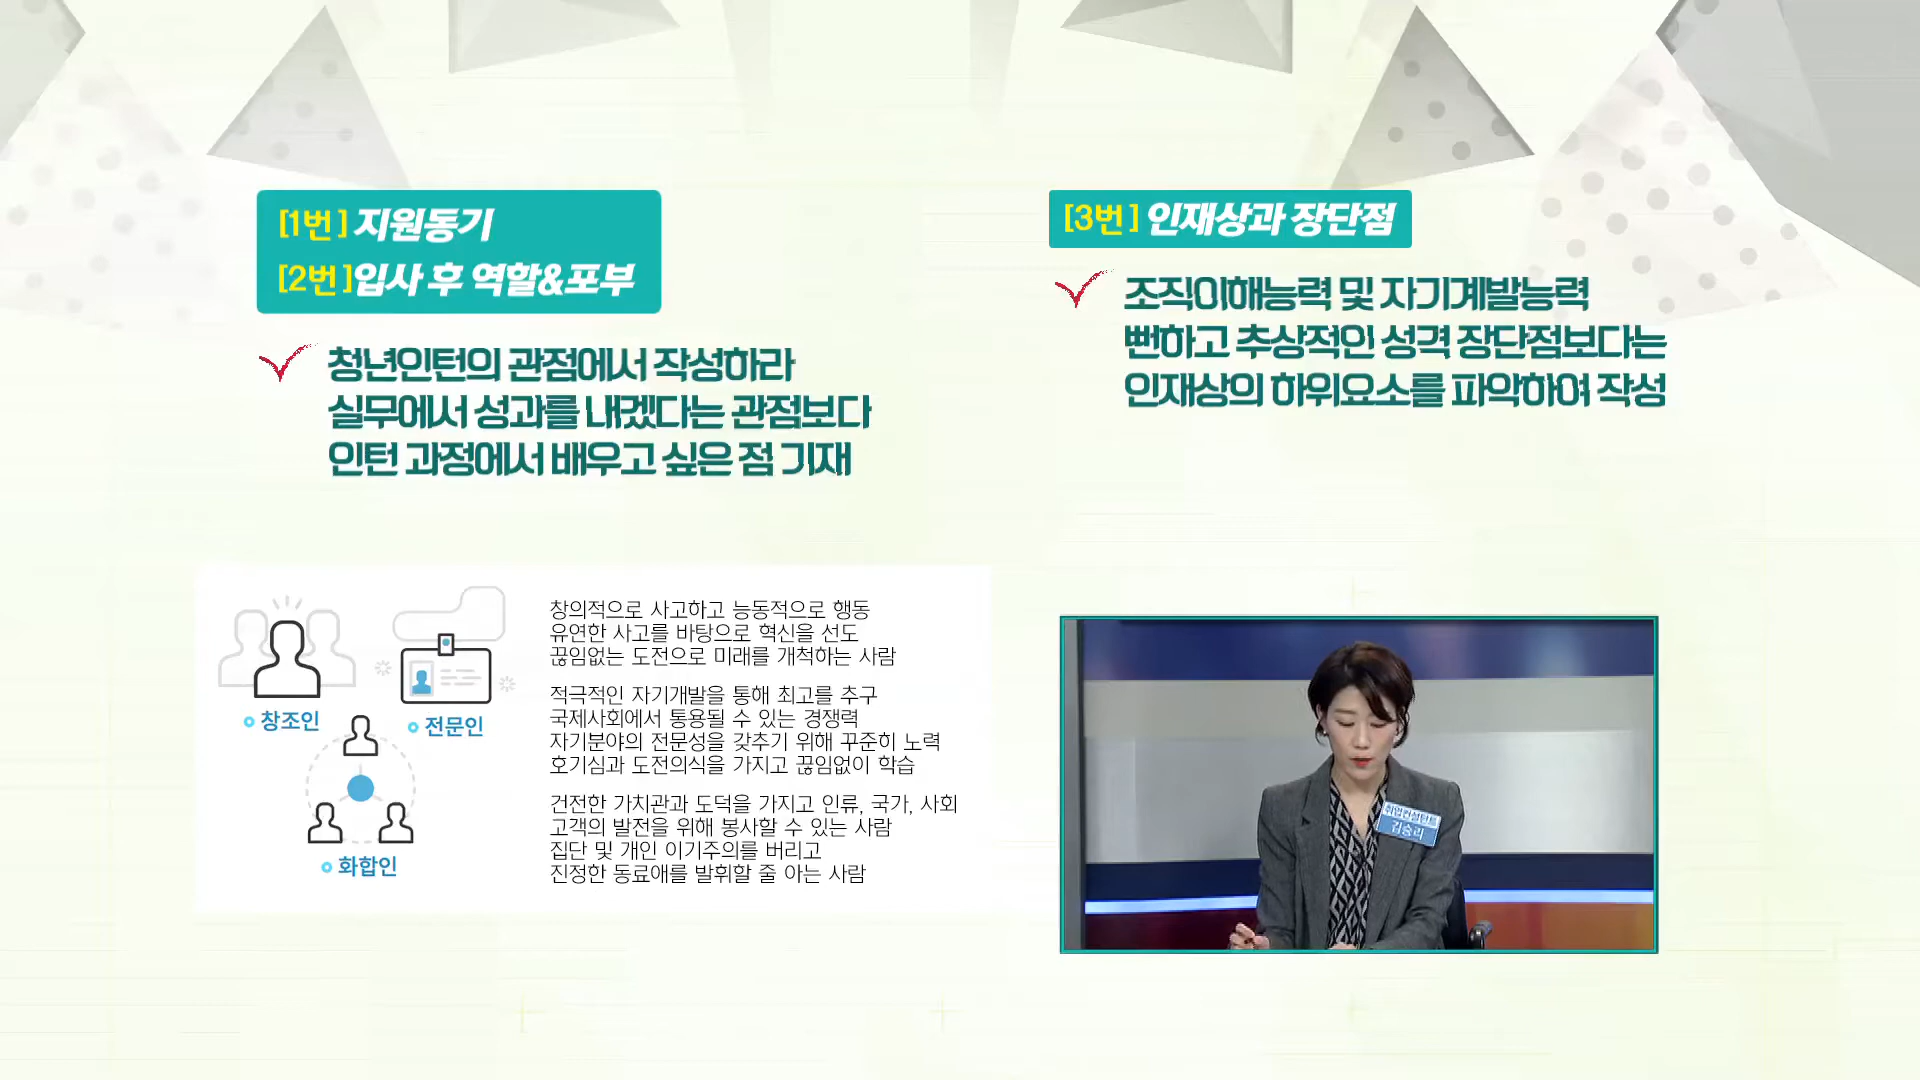 [1번] 지원동기
[2번]입사 후 역할&포부
청년인턴의 관점에서 작성하라
실무에서 성과를 내겠다는 관점보다
인턴 과정에서 배우고 싶은 점 기재
[3번] 인재상과 장단점
조직이해능력 및 자기계발능력
뻔하고 추상적인 성격 장단점보다는
인재상의 하위요소를 파악하여 작성
창조인
전문인
화합인
창의적으로 사고하고 능동적으로 행동
유연한 사고를 바탕으로 혁신을 선도
끊임없는 도전으로 미래를 개척하는 사람
적극적인 자기개발을 통해 최고를 추구
국제사회에서 통용될 수 있는 경쟁력
자기분야의 전문성을 갖추기 위해 꾸준히 노력
호기심과 도전의식을 가지고 끊임없이 학습
건전한 가치관과 도덕을 가지고 인류, 국가, 사회
고객의 발전을 위해 봉사할 수 있는 사람
집단 및 개인 이기주의를 버리고
진정한 동료애를 발휘할 줄 아는 사람
취업컨설턴트
김승리